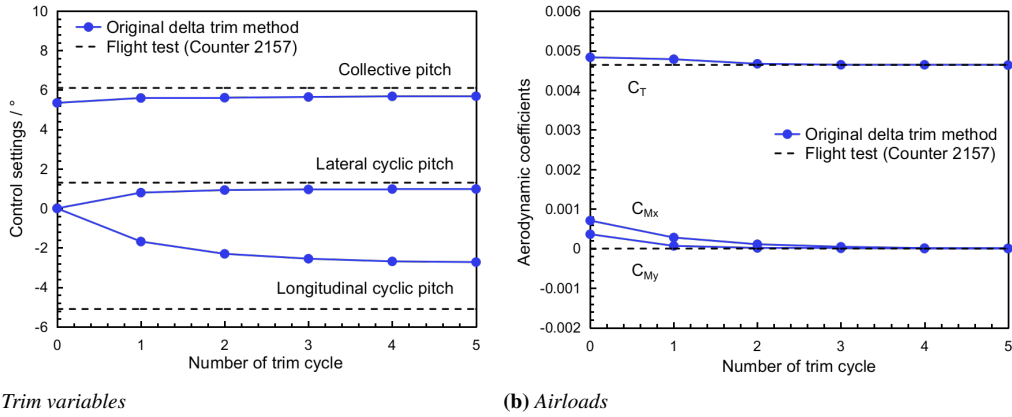 10
8
6
4
2
0
-2
-4
-6
Control settings / °
Original delta trim method
Flight test (Counter 2157)
Collective pitch
Lateral cyclic pitch
Longitudinal cyclic pitch
0 1 2 3 4 5
Number of trim cycle
Trim variables
0.006
0.005
0.004
0.003
0.002
0.001
0
-0.001
-0.002
Aerodynamic coefficients
C_T
Original delta trim method
Flight test (Counter 2157)
C_Mx
C_My
0 1 2 3 4 5
Number of trim cycle
(b) Airloads